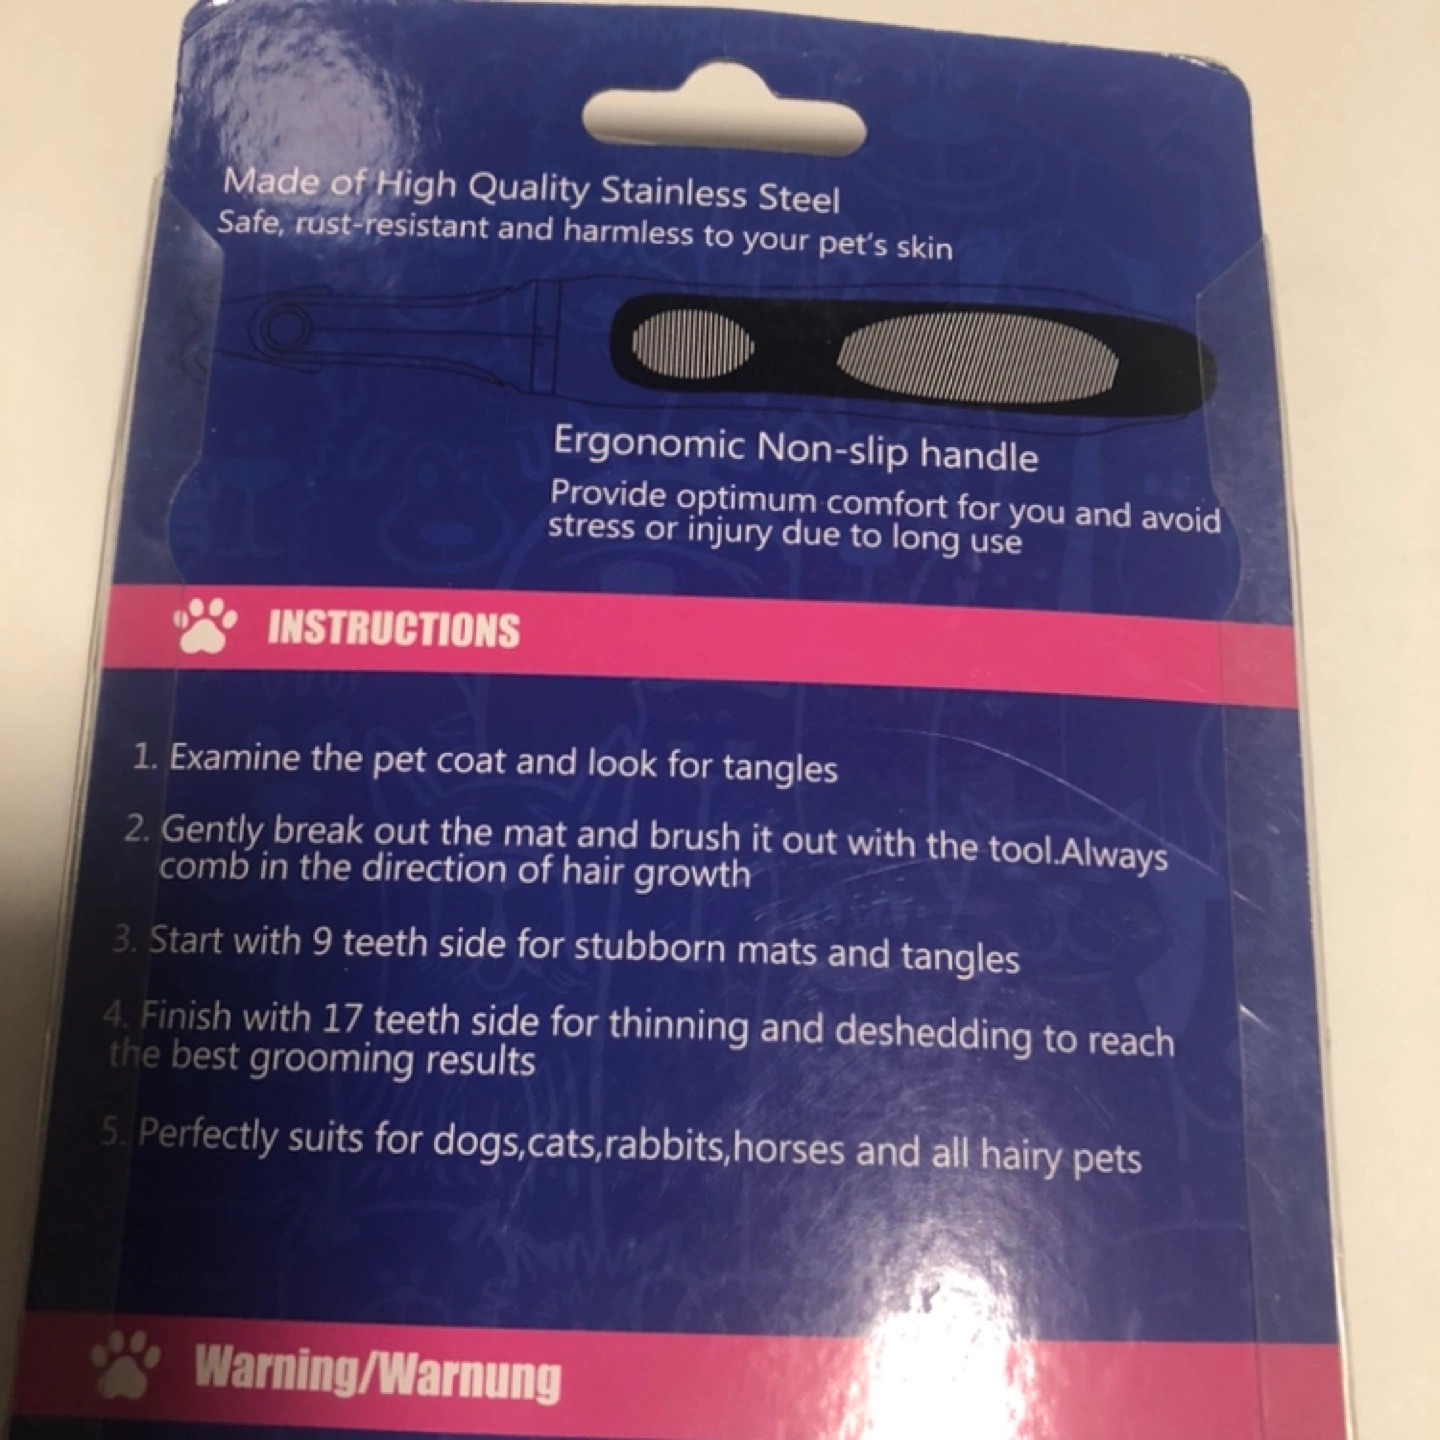 Made of High Quality Stainless Steel
Safe, rust-resistant and harmless to your pet's skin
Ergonomic Non-slip handle
Provide optimum comfort for you and avoid
stress or injury due to long use
INSTRUCTIONS
1. Examine the pet coat and look for tangles
2. Gently break out the mat and brush it out with the tool.Always
comb in the direction of hair growth
3. Start with 9 teeth side for stubborn mats and tangles
4. Finish with 17 teeth side for thinning and deshedding to reach
the best grooming results
5. Perfectly suits for dogs,cats,rabbits,horses and all hairy pets
Warning/Warnung